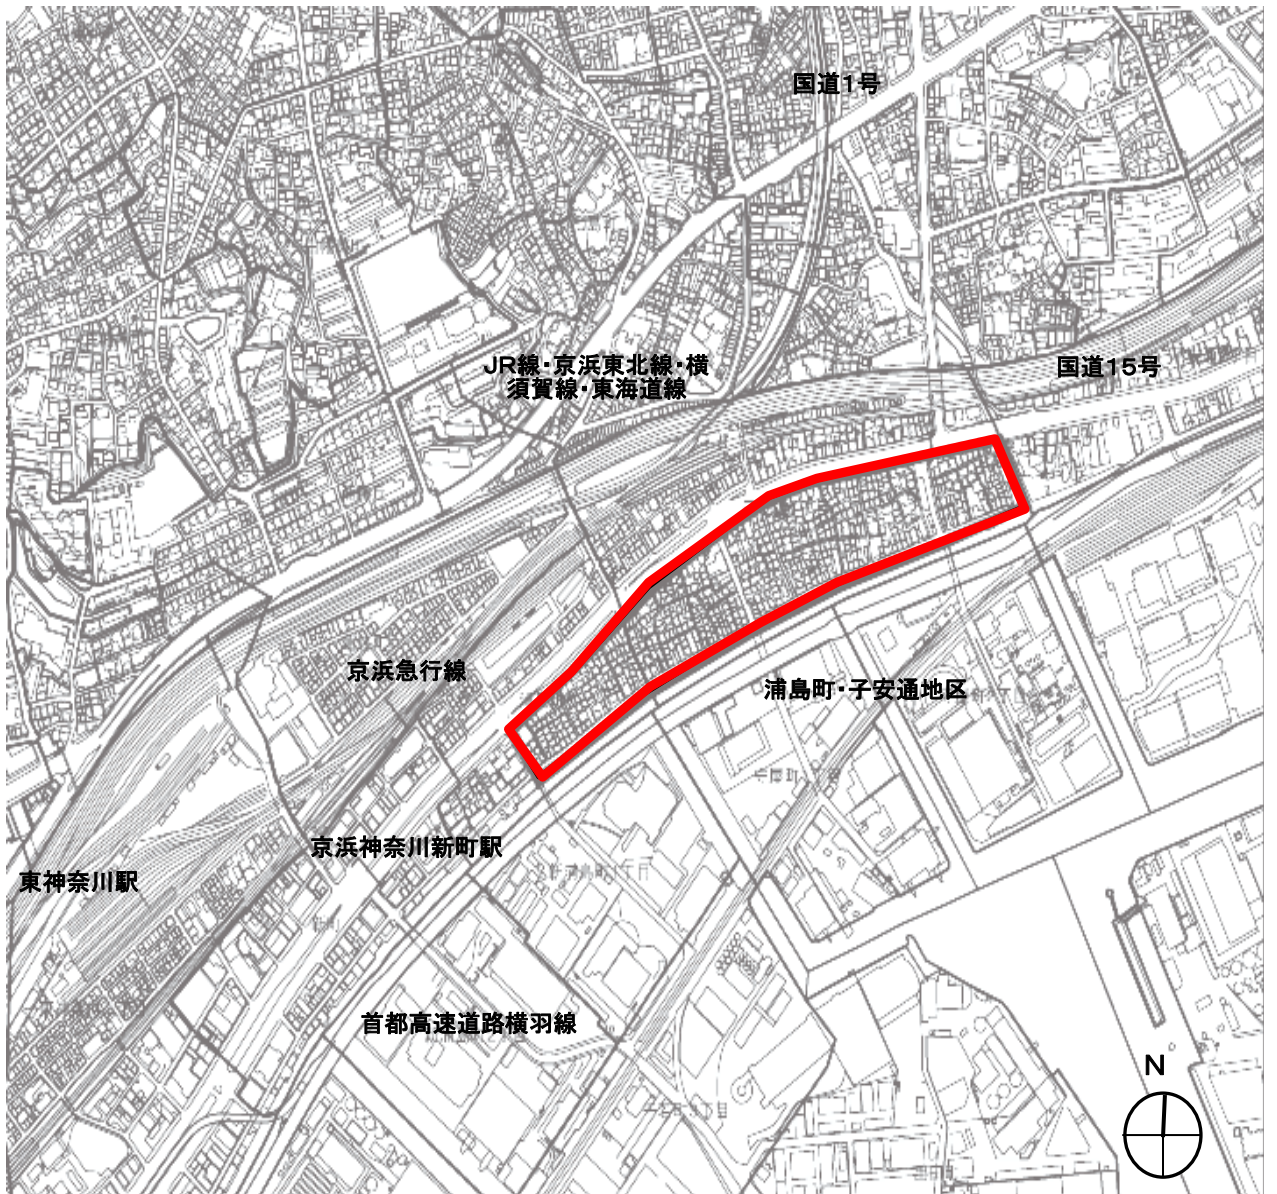 国道1号
JR線・京浜東北線・横
須賀線・東海道線
国道15号
京浜急行線
浦島町・子安通地区
京浜神奈川新町駅
東神奈川駅
首都高速道路横羽線
N